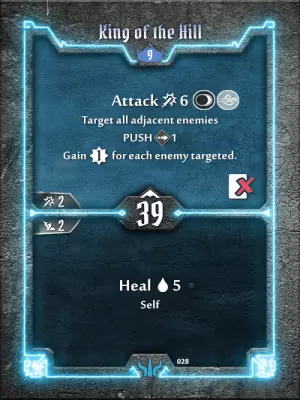 King of the Hill
9
Attack 6
Target all adjacent enemies
PUSH 1
Gain 1 for each enemy targeted.
2
39
2
Heal 5
Self
028